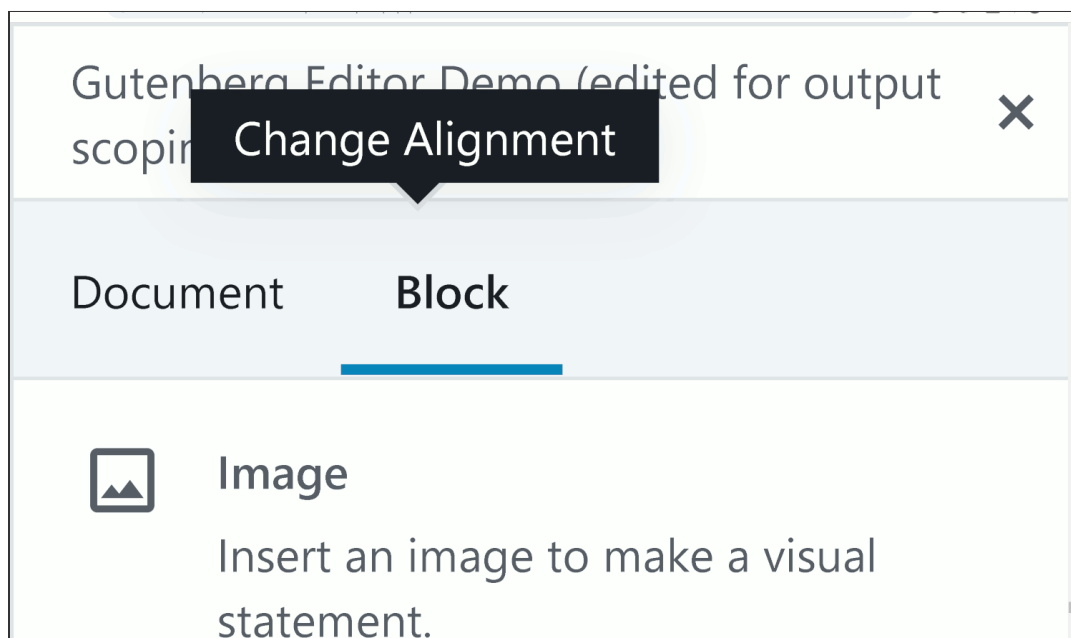 Gutenberg Editor Demo (edited for output
Change Alignment
Document Block
Image
Insert an image to make a visual
statement.